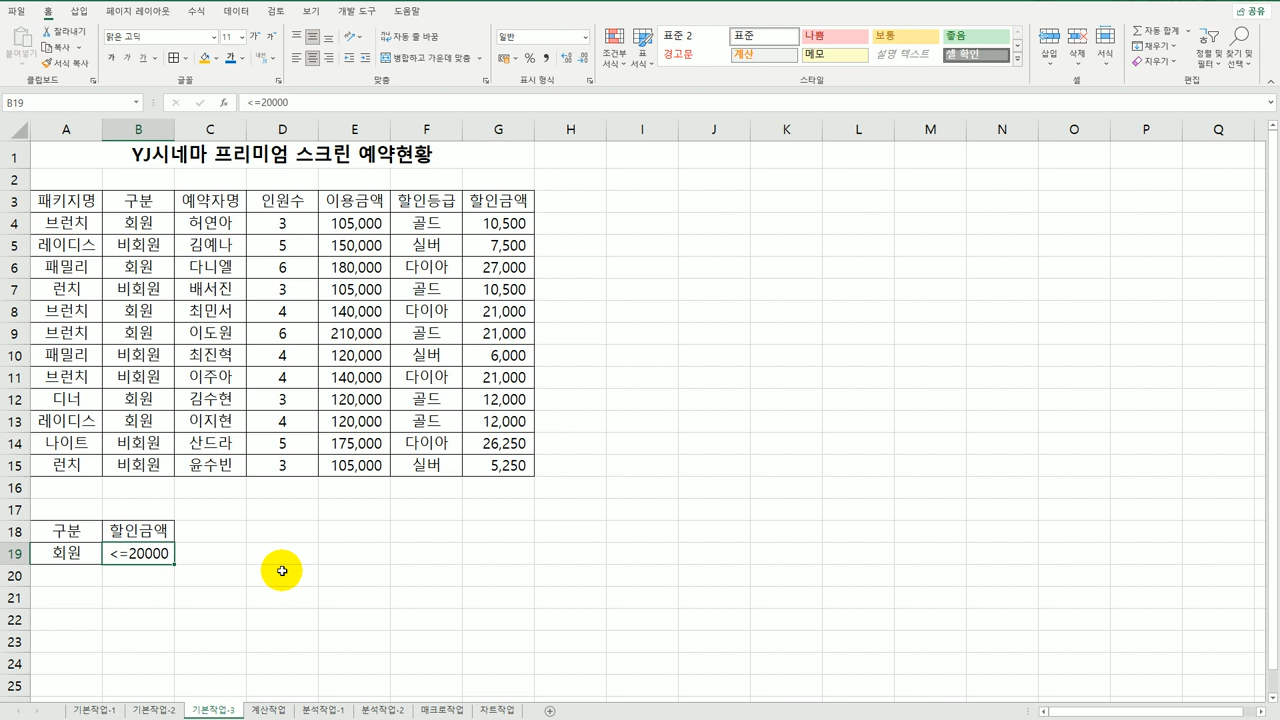 파일 홈 삽입 페이지 레이아웃 수식 데이터 검토 보기 개발 도구 도움말 공유
붙여넣기 잘라내기 복사 서식 복사 클립보드
맑은 고딕 11 가 가 가 글꼴
자동 줄 바꿈 병합하고 가운데 맞춤 맞춤
일반 % 표시 형식
조건부 서식 표 서식
표준 2 표준 나쁨 보통 좋음
경고문 계산 메모 설명 텍스트 셀 확인
스타일
삽입 삭제 서식 셀
자동 합계 채우기 지우기 정렬 및 필터 찾기 및 선택 편집
B19 fx <=20000
A B C D E F G H I J K L M N O P Q
1 YJ시네마 프리미엄 스크린 예약현황
2
3 패키지명 구분 예약자명 인원수 이용금액 할인등급 할인금액
4 브런치 회원 허연아 3 105,000 골드 10,500
5 레이디스 비회원 김예나 5 150,000 실버 7,500
6 패밀리 회원 다니엘 6 180,000 다이아 27,000
7 런치 비회원 배서진 3 105,000 골드 10,500
8 브런치 회원 최민서 4 140,000 다이아 21,000
9 브런치 회원 이도원 6 210,000 골드 21,000
10 패밀리 비회원 최진혁 4 120,000 실버 6,000
11 브런치 비회원 이주아 4 140,000 다이아 21,000
12 디너 회원 김수현 3 120,000 골드 12,000
13 레이디스 회원 이지현 4 120,000 골드 12,000
14 나이트 비회원 산드라 5 175,000 다이아 26,250
15 런치 비회원 윤수빈 3 105,000 실버 5,250
16
17
18 구분 할인금액
19 회원 <=20000
20
21
22
23
24
25
기본작업-1 기본작업-2 기본작업-3 계산작업 분석작업-1 분석작업-2 매크로작업 차트작업